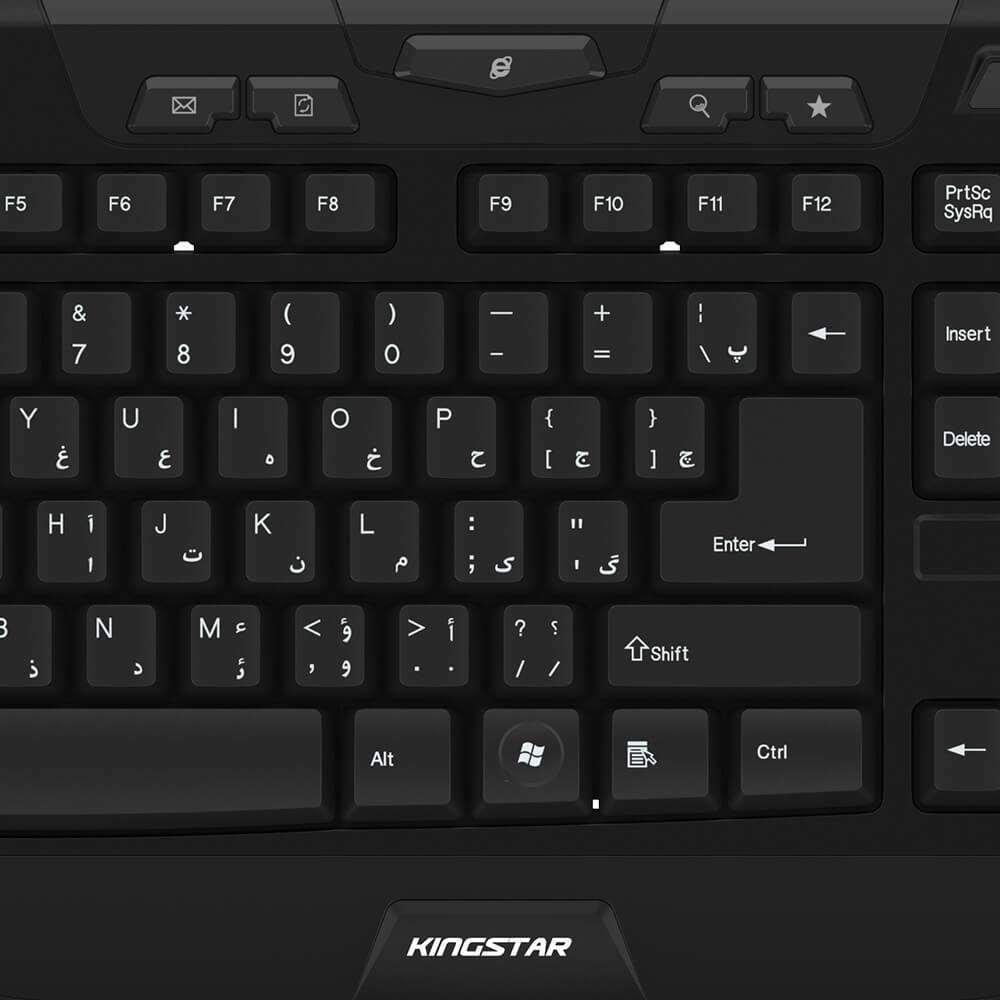 F5 F6 F7 F8 F9 F10 F11 F12 PrtSc
SysRq
& * ( ) — + ¦
7 8 9 0 - = \ پ ← Insert
Y U I O P { }
غ ع ه خ ح [ ج ] چ Delete
H آ J K L : "
ا ت ن م ; ک ' گ Enter
N M ء < ؤ > أ ? ؟
ذ د ئ , و . . / / Shift
Alt Ctrl ←
KINGSTAR